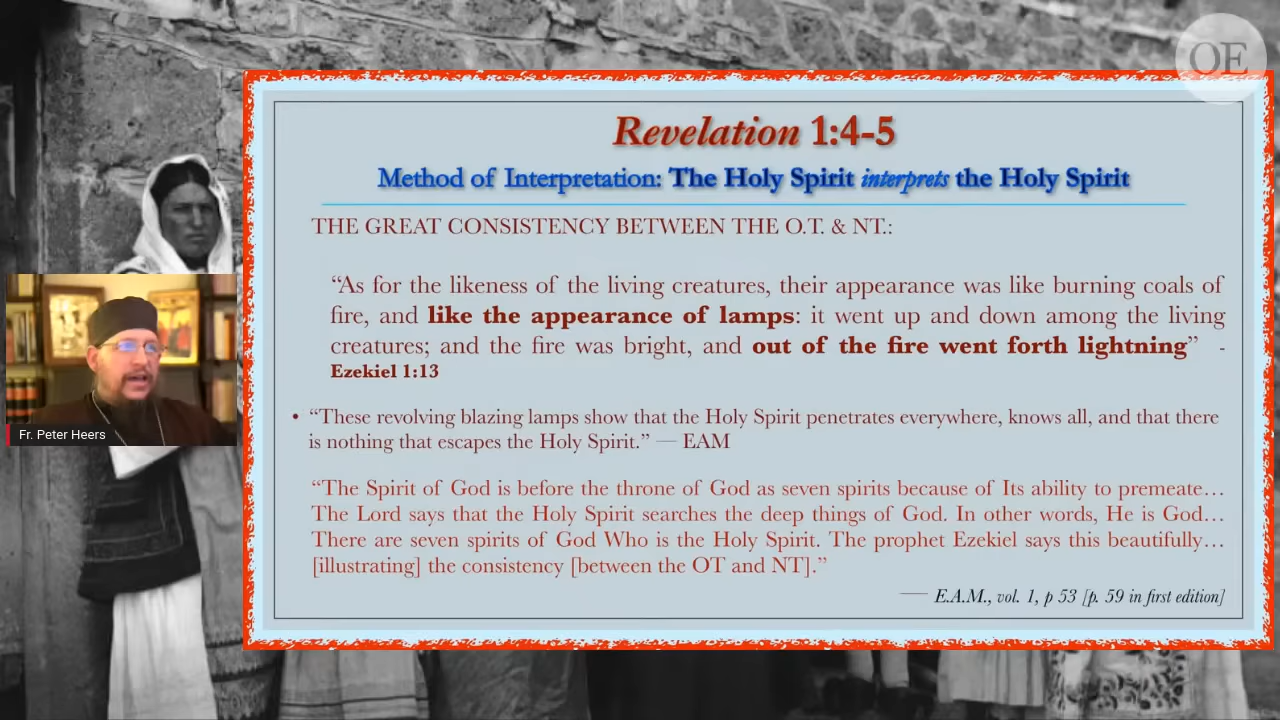 OE
Revelation 1:4-5
Method of Interpretation: The Holy Spirit interprets the Holy Spirit
THE GREAT CONSISTENCY BETWEEN THE O.T. & NT.:
“As for the likeness of the living creatures, their appearance was like burning coals of
fire, and like the appearance of lamps: it went up and down among the living
creatures; and the fire was bright, and out of the fire went forth lightning” -
Ezekiel 1:13
• “These revolving blazing lamps show that the Holy Spirit penetrates everywhere, knows all, and that there
is nothing that escapes the Holy Spirit.” — EAM
“The Spirit of God is before the throne of God as seven spirits because of Its ability to premeate…
The Lord says that the Holy Spirit searches the deep things of God. In other words, He is God…
There are seven spirits of God Who is the Holy Spirit. The prophet Ezekiel says this beautifully…
[illustrating] the consistency [between the OT and NT].”
— E.A.M., vol. 1, p 53 [p. 59 in first edition]
Fr. Peter Heers